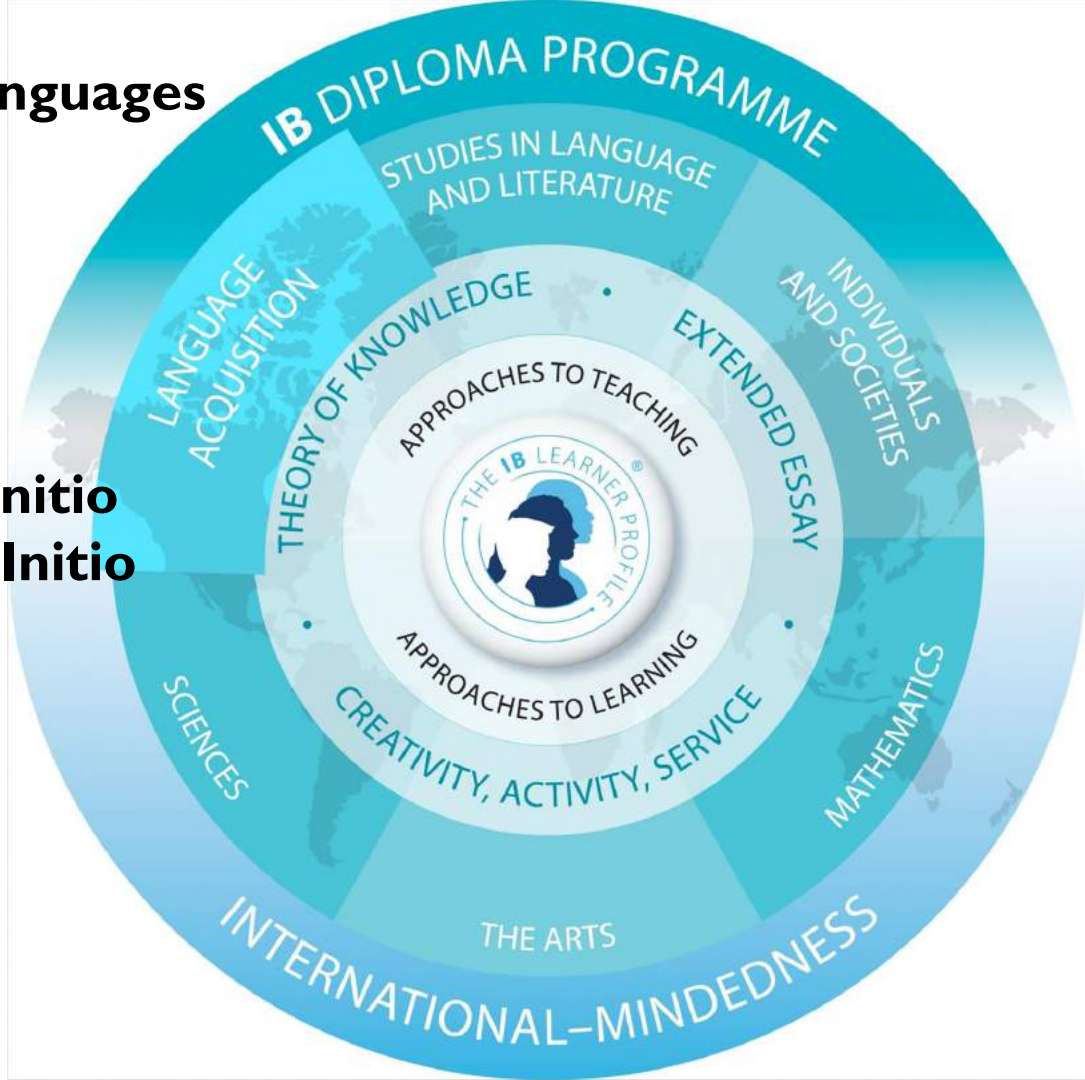 nguages
nitio
Initio
IB DIPLOMA PROGRAMME
STUDIES IN LANGUAGE
AND LITERATURE
INDIVIDUALS
AND SOCIETIES
MATHEMATICS
THE ARTS
SCIENCES
LANGUAGE
ACQUISITION
THEORY OF KNOWLEDGE
EXTENDED ESSAY
CREATIVITY, ACTIVITY, SERVICE
APPROACHES TO TEACHING
APPROACHES TO LEARNING
THE IB LEARNER PROFILE ®
INTERNATIONAL–MINDEDNESS